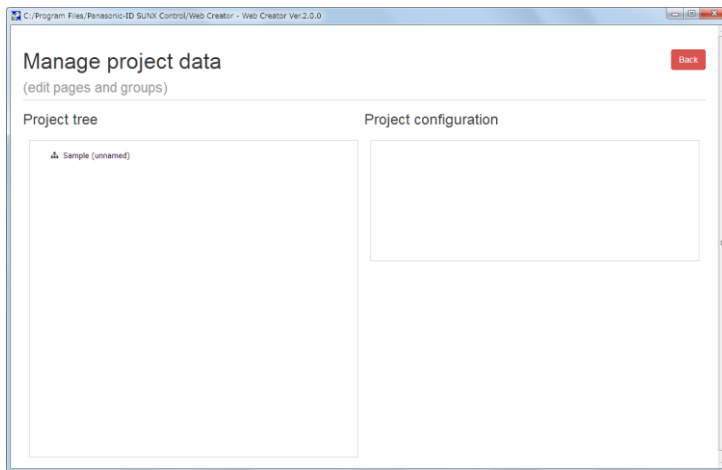 C:/Program Files/Panasonic-ID SUNX Control/Web Creator - Web Creator Ver.2.0.0
Manage project data
Back
(edit pages and groups)
Project tree
Project configuration
Sample (unnamed)